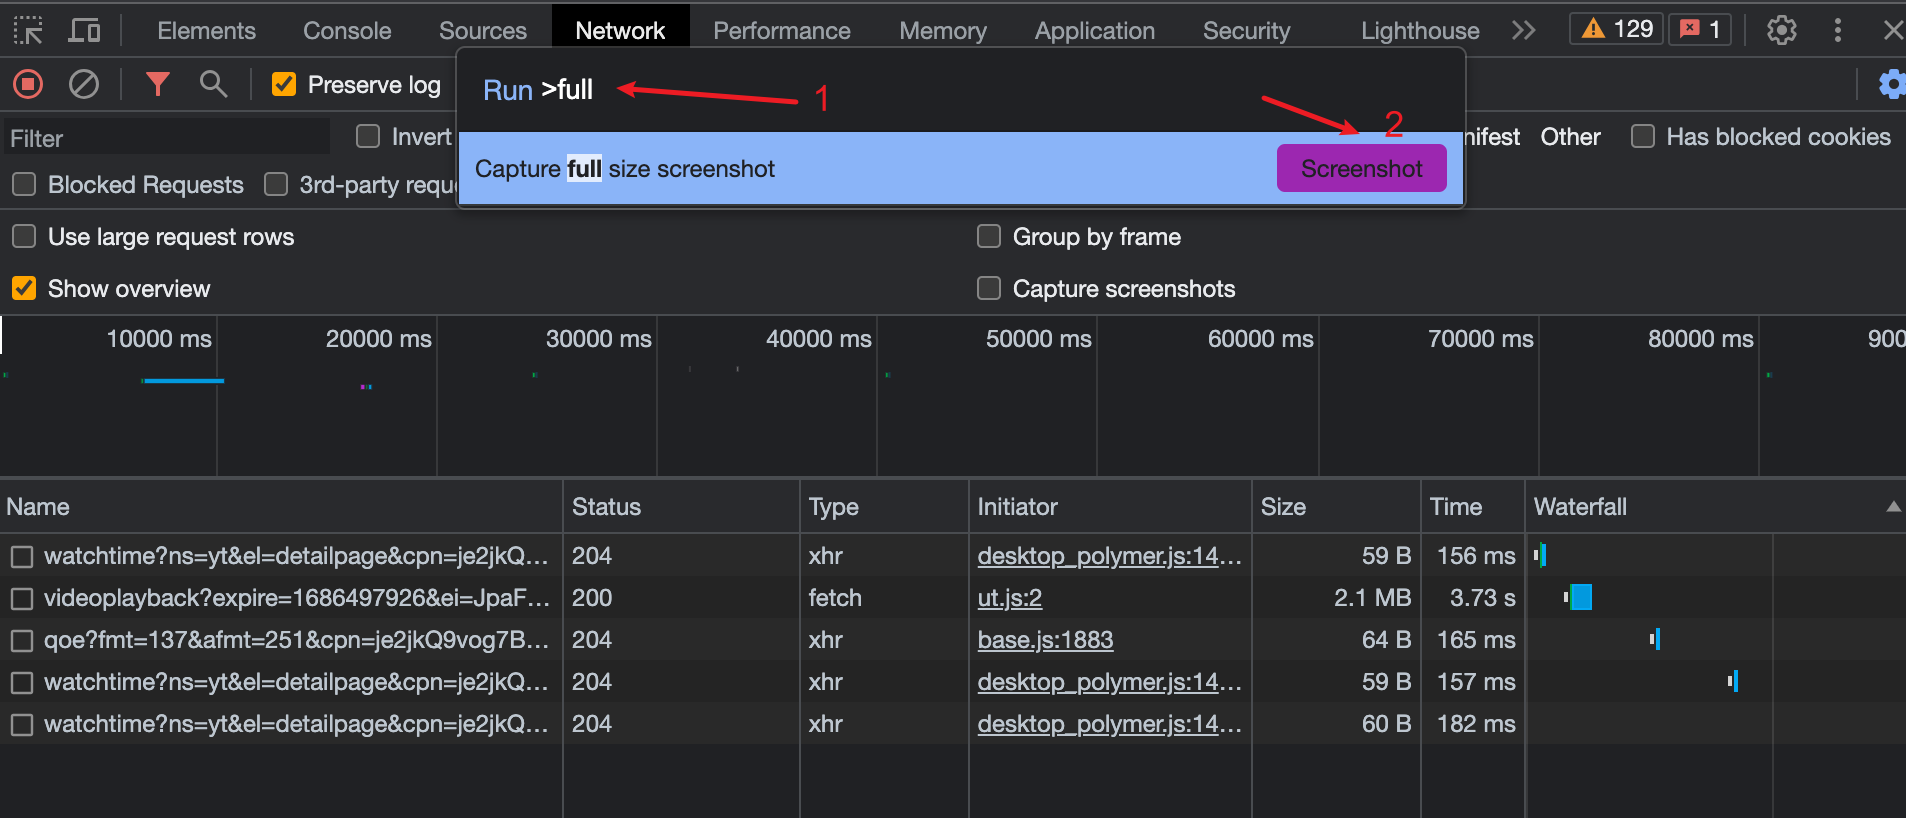 Elements Console Sources Network Performance Memory Application Security Lighthouse 129 1
Preserve log
Run >full
1
2
Filter
Invert
Capture full size screenshot
Screenshot
nifest Other Has blocked cookies
Blocked Requests 3rd-party requ
Use large request rows
Group by frame
Show overview
Capture screenshots
10000 ms 20000 ms 30000 ms 40000 ms 50000 ms 60000 ms 70000 ms 80000 ms 900
Name Status Type Initiator Size Time Waterfall
watchtime?ns=yt&el=detailpage&cpn=je2jkQ... 204 xhr desktop_polymer.js:14... 59 B 156 ms
videoplayback?expire=1686497926&ei=JpaF... 200 fetch ut.js:2 2.1 MB 3.73 s
qoe?fmt=137&afmt=251&cpn=je2jkQ9vog7B... 204 xhr base.js:1883 64 B 165 ms
watchtime?ns=yt&el=detailpage&cpn=je2jkQ... 204 xhr desktop_polymer.js:14... 59 B 157 ms
watchtime?ns=yt&el=detailpage&cpn=je2jkQ... 204 xhr desktop_polymer.js:14... 60 B 182 ms